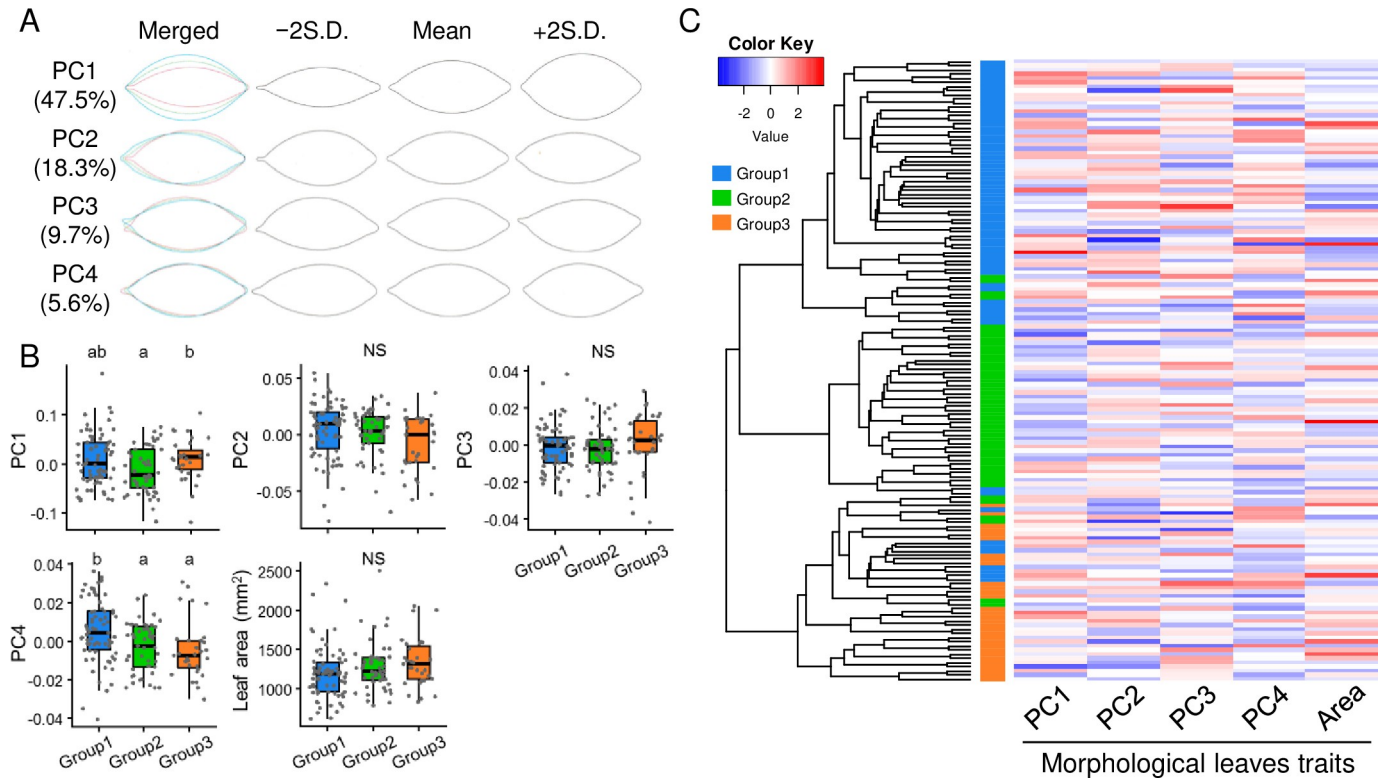 A
Merged −2S.D. Mean +2S.D.
PC1
(47.5%)
PC2
(18.3%)
PC3
(9.7%)
PC4
(5.6%)
B
ab a b
PC1
0.1
0.0
-0.1
NS
PC2
0.05
0.00
-0.05
NS
PC3
0.04
0.02
0.00
-0.02
-0.04
Group1 Group2 Group3
b a a
PC4
0.04
0.02
0.00
-0.02
-0.04
Group1 Group2 Group3
NS
Leaf area (mm²)
2500
2000
1500
1000
Group1 Group2 Group3
C
Color Key
-2 0 2
Value
Group1
Group2
Group3
PC1 PC2 PC3 PC4 Area
Morphological leaves traits